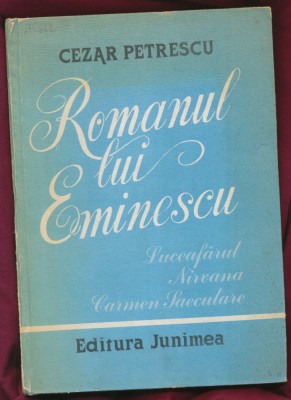 CEZAR PETRESCU
Romanul
lui
Eminescu
Luceafărul
Nirvana
Carmen Saeculare
Editura Junimea